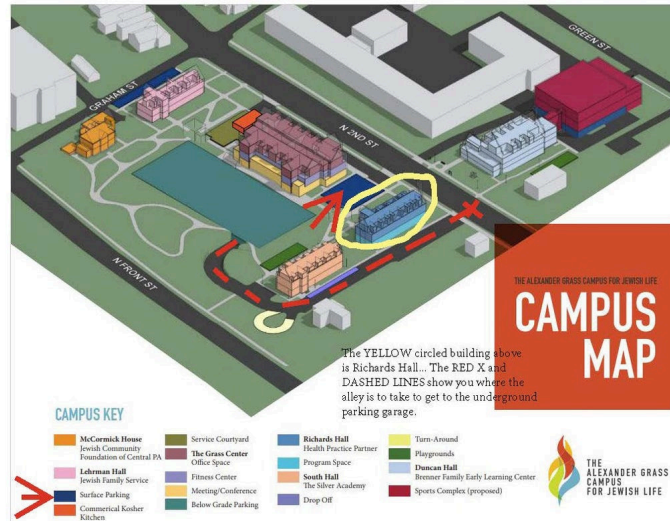 GREEN ST
GRAHAM ST
N 2ND ST
N FRONT ST
THE ALEXANDER GRASS CAMPUS FOR JEWISH LIFE
CAMPUS
MAP
The YELLOW circled building above
is Richards Hall... The RED X and
DASHED LINES show you where the
alley is to take to get to the underground
parking garage.
CAMPUS KEY
McCormick House
Jewish Community
Foundation of Central PA
Lehrman Hall
Jewish Family Service
Surface Parking
Commerical Kosher
Kitchen
Service Courtyard
The Grass Center
Office Space
Fitness Center
Meeting/Conference
Below Grade Parking
Richards Hall
Health Practice Partner
Program Space
South Hall
The Silver Academy
Drop Off
Turn-Around
Playgrounds
Duncan Hall
Brenner Family Early Learning Center
Sports Complex (proposed)
THE
ALEXANDER GRASS
CAMPUS
FOR JEWISH LIFE